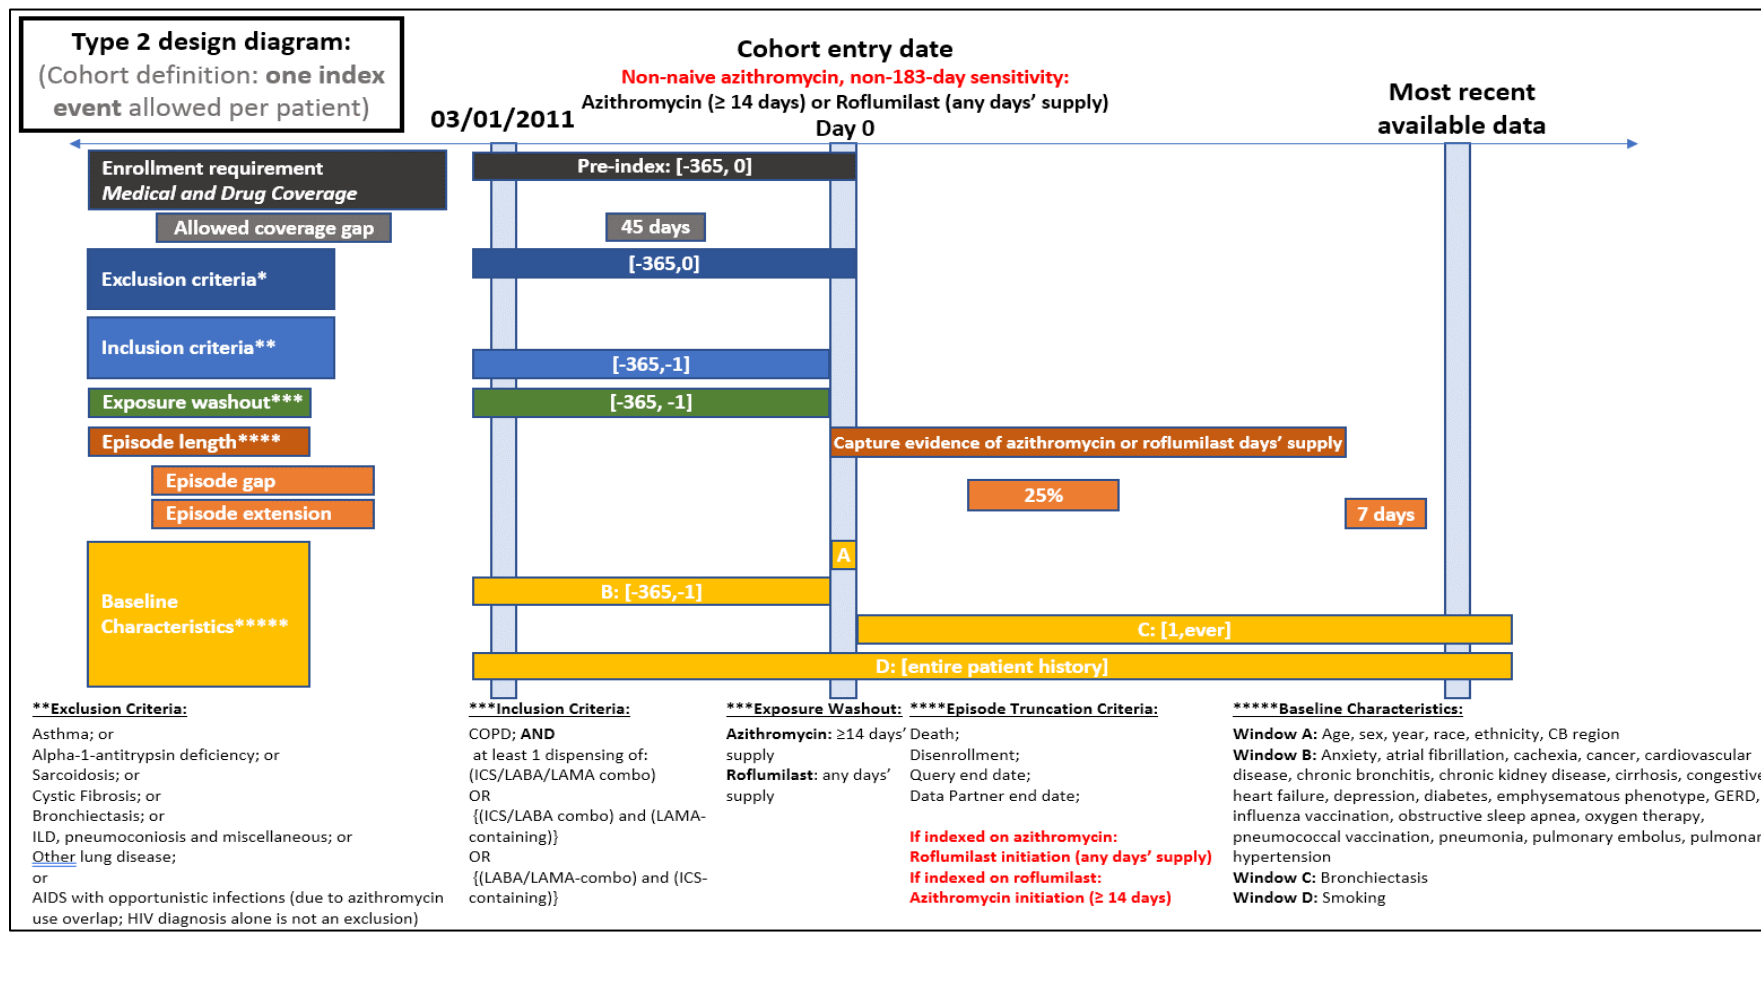 Type 2 design diagram:
(Cohort definition: one index
event allowed per patient)
Cohort entry date
Non-naive azithromycin, non-183-day sensitivity:
Azithromycin (≥ 14 days) or Roflumilast (any days' supply)
Day 0
03/01/2011
Most recent
available data
Enrollment requirement
Medical and Drug Coverage
Pre-index: [-365, 0]
Allowed coverage gap
45 days
Exclusion criteria*
[-365,0]
Inclusion criteria**
[-365,-1]
Exposure washout***
[-365, -1]
Episode length****
Capture evidence of azithromycin or roflumilast days' supply
Episode gap
25%
Episode extension
7 days
Baseline
Characteristics*****
A
B: [-365,-1]
C: [1,ever]
D: [entire patient history]
**Exclusion Criteria:
Asthma; or
Alpha-1-antitrypsin deficiency; or
Sarcoidosis; or
Cystic Fibrosis; or
Bronchiectasis; or
ILD, pneumoconiosis and miscellaneous; or
Other lung disease;
or
AIDS with opportunistic infections (due to azithromycin
use overlap; HIV diagnosis alone is not an exclusion)
***Inclusion Criteria:
COPD; AND
at least 1 dispensing of:
(ICS/LABA/LAMA combo)
OR
{(ICS/LABA combo) and (LAMA-
containing)}
OR
{(LABA/LAMA-combo) and (ICS-
containing)}
***Exposure Washout:
Azithromycin: ≥14 days'
supply
Roflumilast: any days'
supply
****Episode Truncation Criteria:
Death;
Disenrollment;
Query end date;
Data Partner end date;
If indexed on azithromycin:
Roflumilast initiation (any days' supply)
If indexed on roflumilast:
Azithromycin initiation (≥ 14 days)
*****Baseline Characteristics:
Window A: Age, sex, year, race, ethnicity, CB region
Window B: Anxiety, atrial fibrillation, cachexia, cancer, cardiovascular
disease, chronic bronchitis, chronic kidney disease, cirrhosis, congestive
heart failure, depression, diabetes, emphysematous phenotype, GERD,
influenza vaccination, obstructive sleep apnea, oxygen therapy,
pneumococcal vaccination, pneumonia, pulmonary embolus, pulmonar
hypertension
Window C: Bronchiectasis
Window D: Smoking